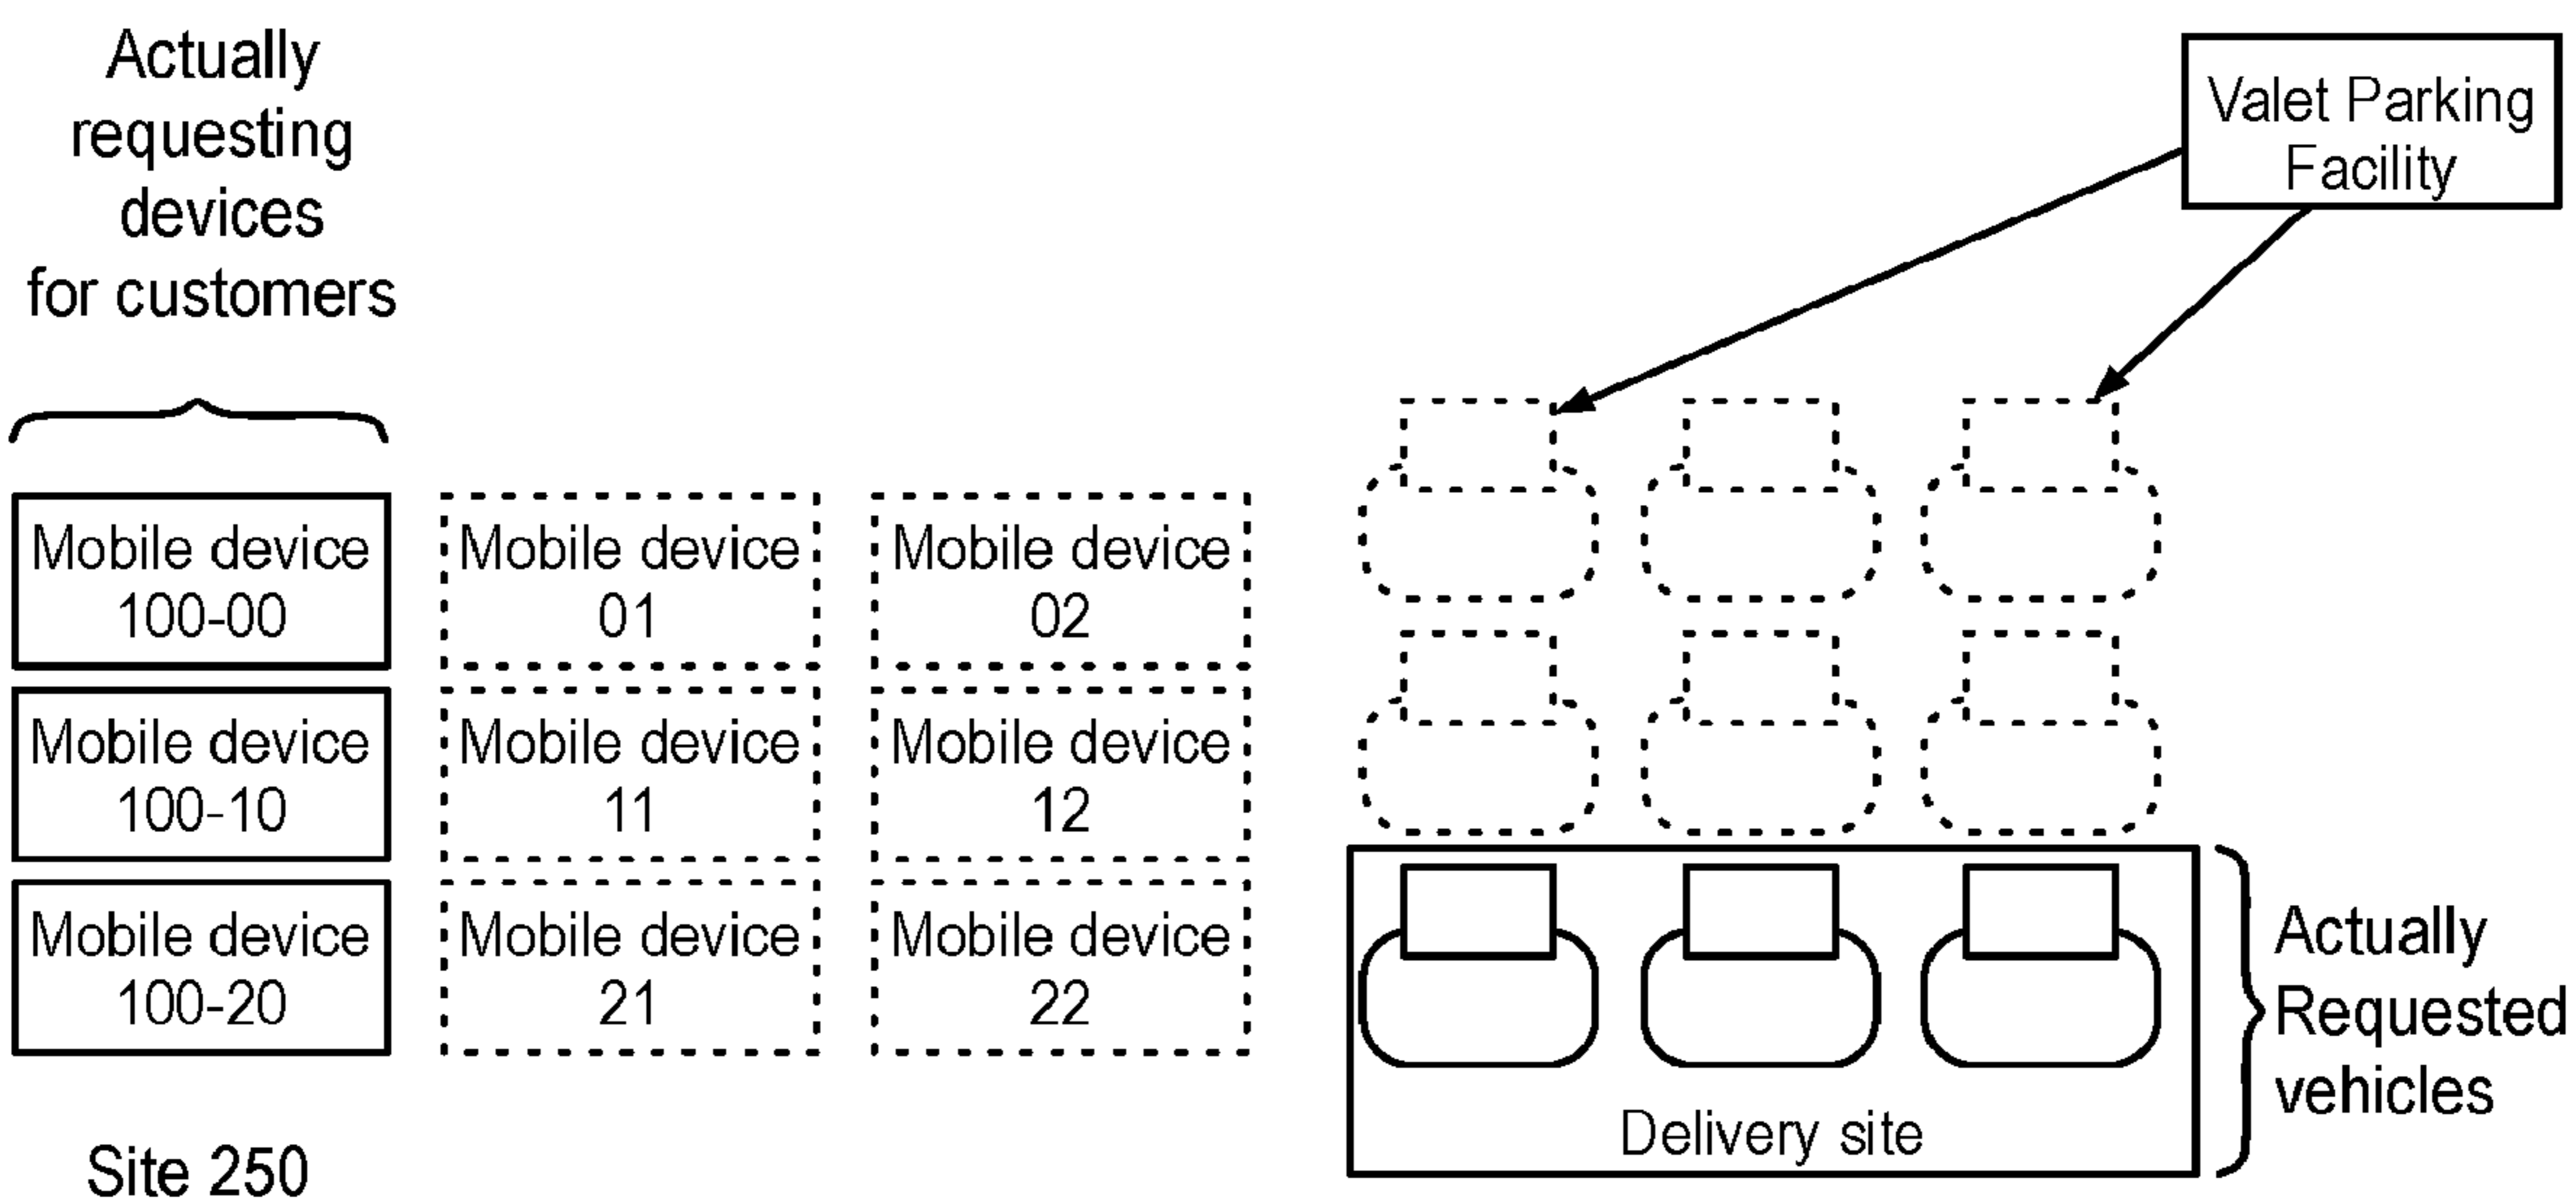 Actually
requesting
devices
for customers
Valet Parking
Facility
Mobile device
100-00
Mobile device
01
Mobile device
02
Mobile device
100-10
Mobile device
11
Mobile device
12
Mobile device
100-20
Mobile device
21
Mobile device
22
Actually
Requested
vehicles
Delivery site
Site 250